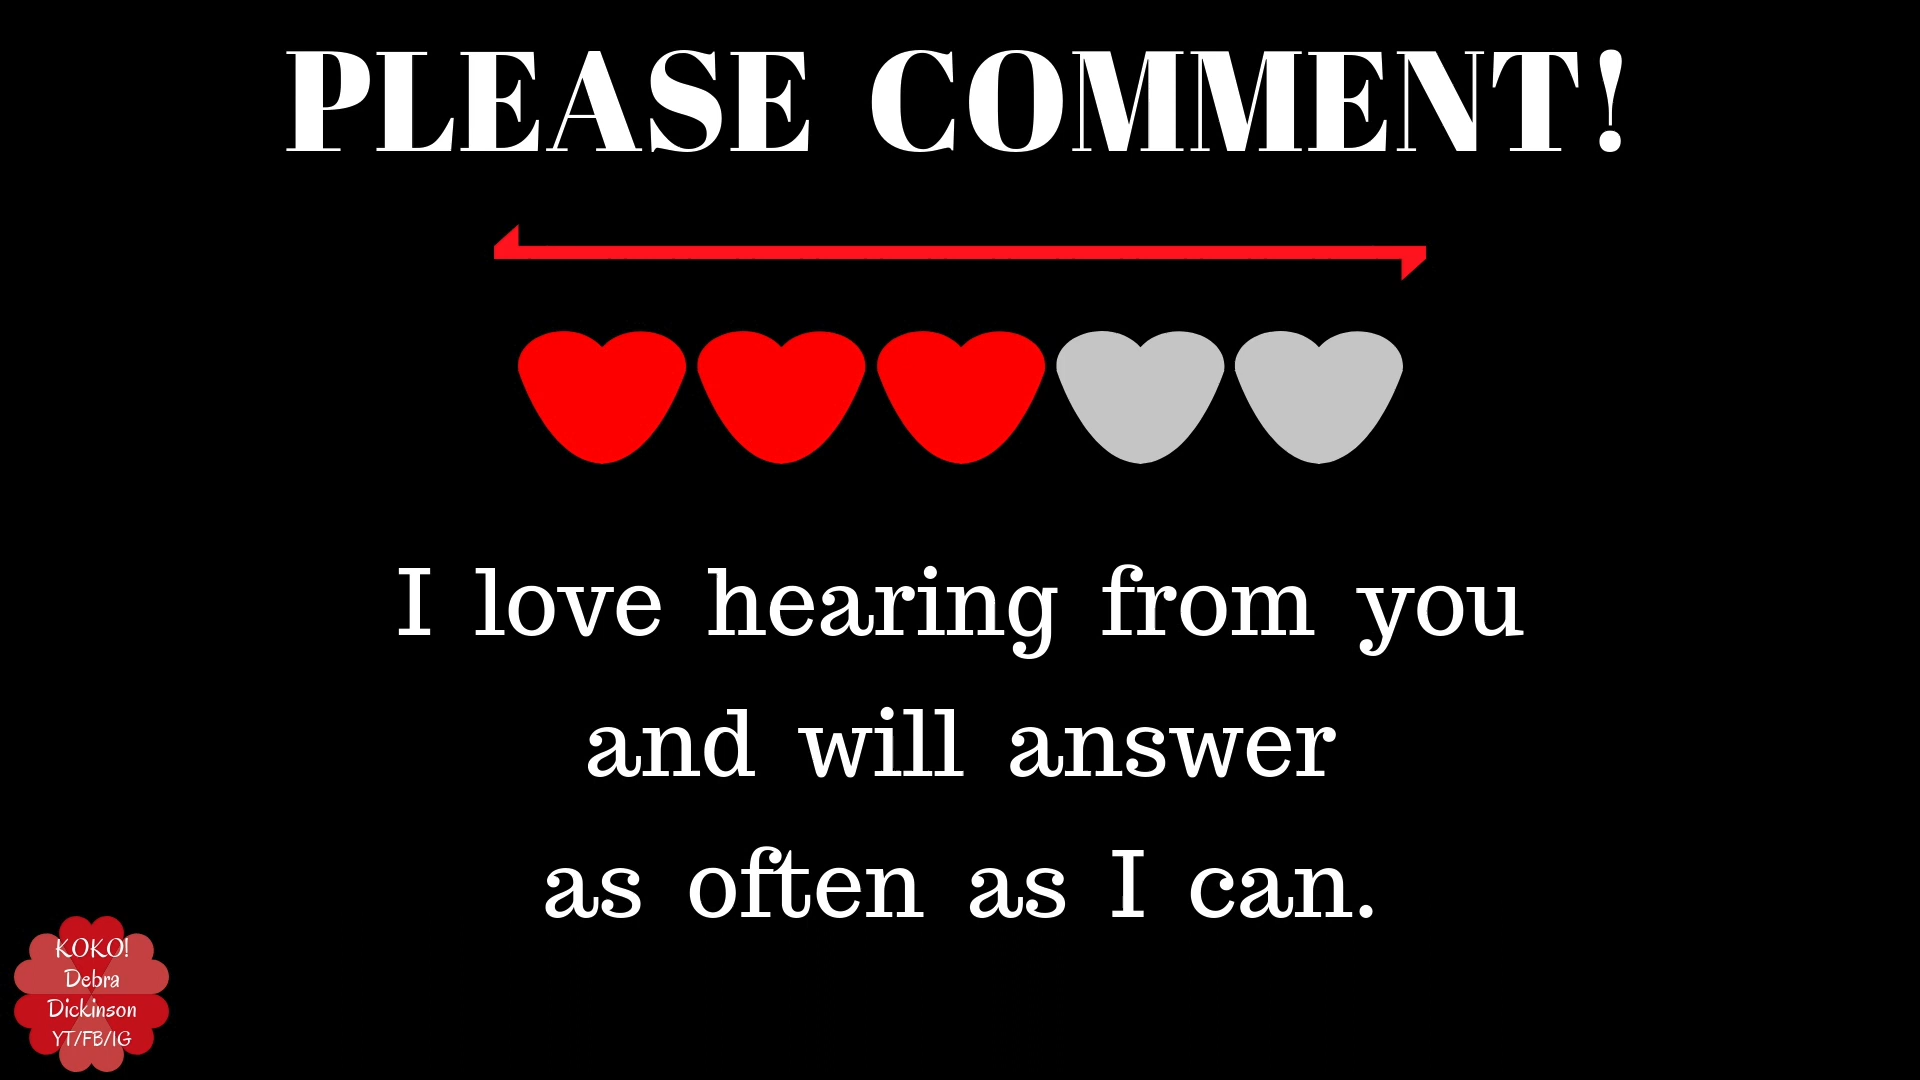 PLEASE COMMENT!
I love hearing from you
and will answer
as often as I can.
KOKO!
Debra
Dickinson
YT/FB/IG